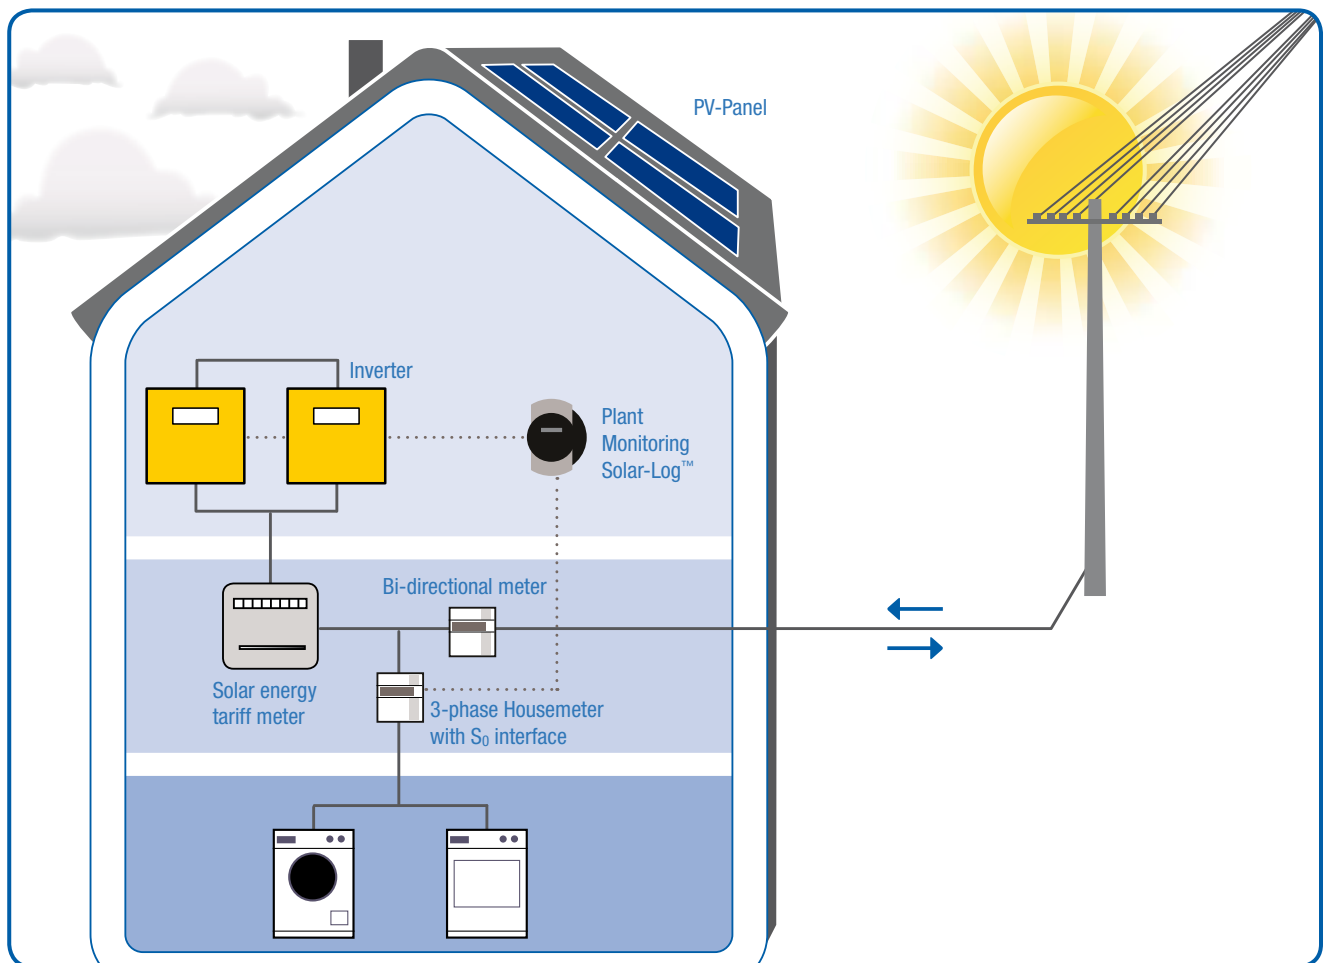 PV-Panel
Inverter
Plant
Monitoring
Solar-Log™
Bi-directional meter
Solar energy
tariff meter
3-phase Housemeter
with S₀ interface